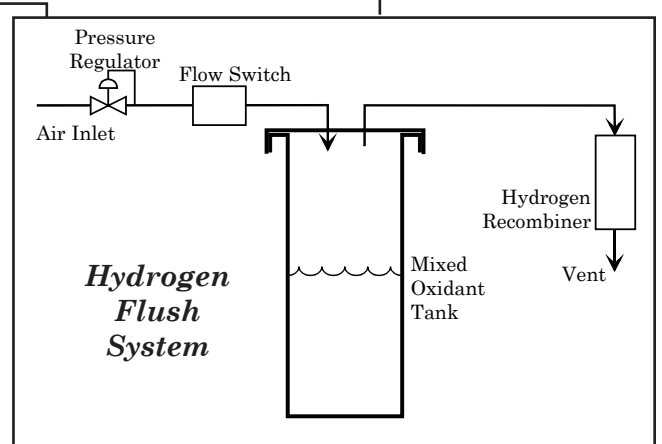 Pressure
Regulator
Flow Switch
Air Inlet
Hydrogen
Recombiner
Vent
Mixed
Oxidant
Tank
Hydrogen
Flush
System